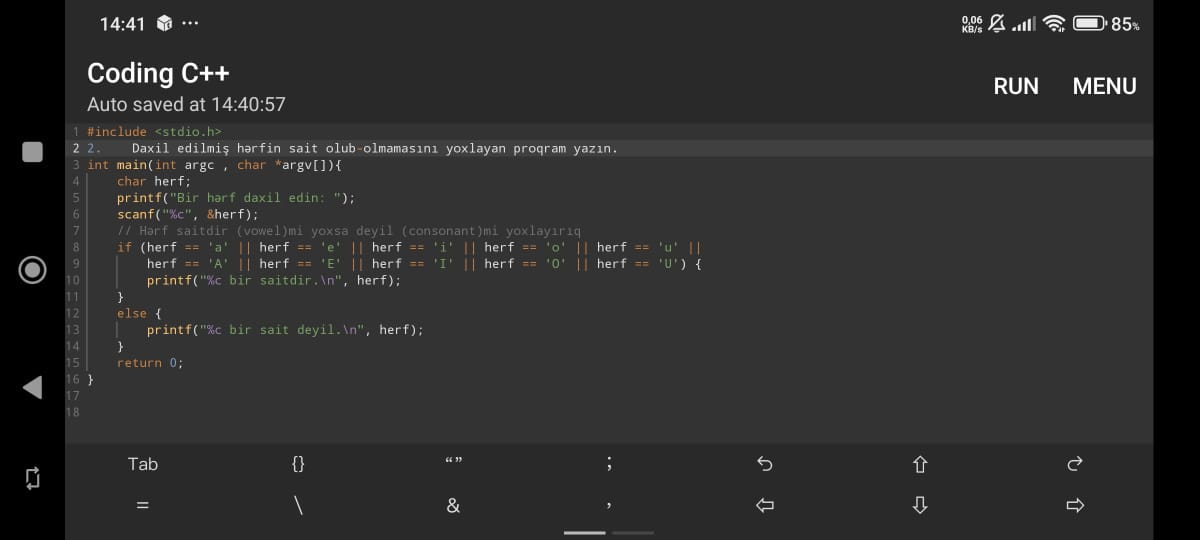 14:41 ... 0,06 KB/s 85%
Coding C++
Auto saved at 14:40:57
RUN MENU
1 #include <stdio.h>
2 2.    Daxil edilmiş hərfin sait olub-olmamasını yoxlayan proqram yazın.
3 int main(int argc , char *argv[]){
4     char herf;
5     printf("Bir hərf daxil edin: ");
6     scanf("%c", &herf);
7     // Hərf saitdir (vowel)mi yoxsa deyil (consonant)mi yoxlayırıq
8     if (herf == 'a' || herf == 'e' || herf == 'i' || herf == 'o' || herf == 'u' ||
9         herf == 'A' || herf == 'E' || herf == 'I' || herf == 'O' || herf == 'U') {
10         printf("%c bir saitdir.\n", herf);
11     }
12     else {
13         printf("%c bir sait deyil.\n", herf);
14     }
15     return 0;
16 }
17
18
Tab {} “” ;
= \ & ,